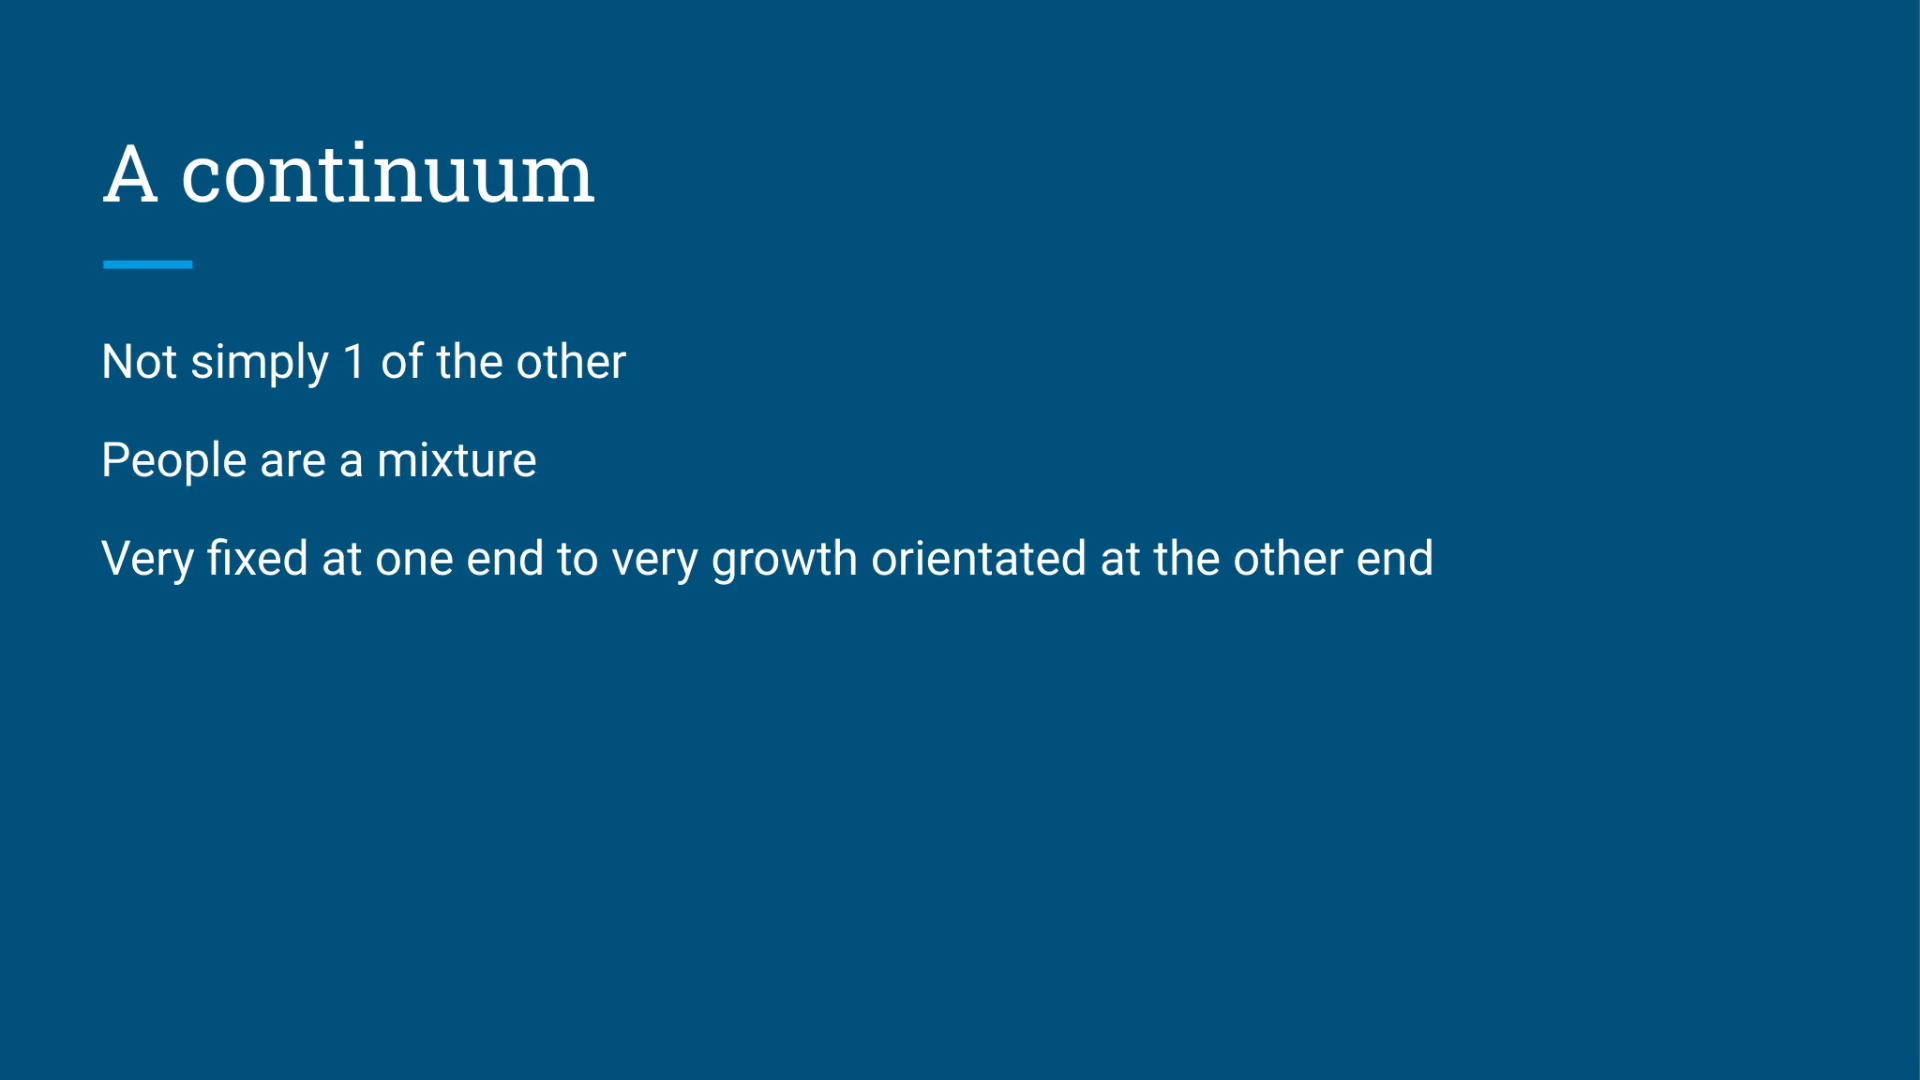 A continuum
Not simply 1 of the other
People are a mixture
Very fixed at one end to very growth orientated at the other end